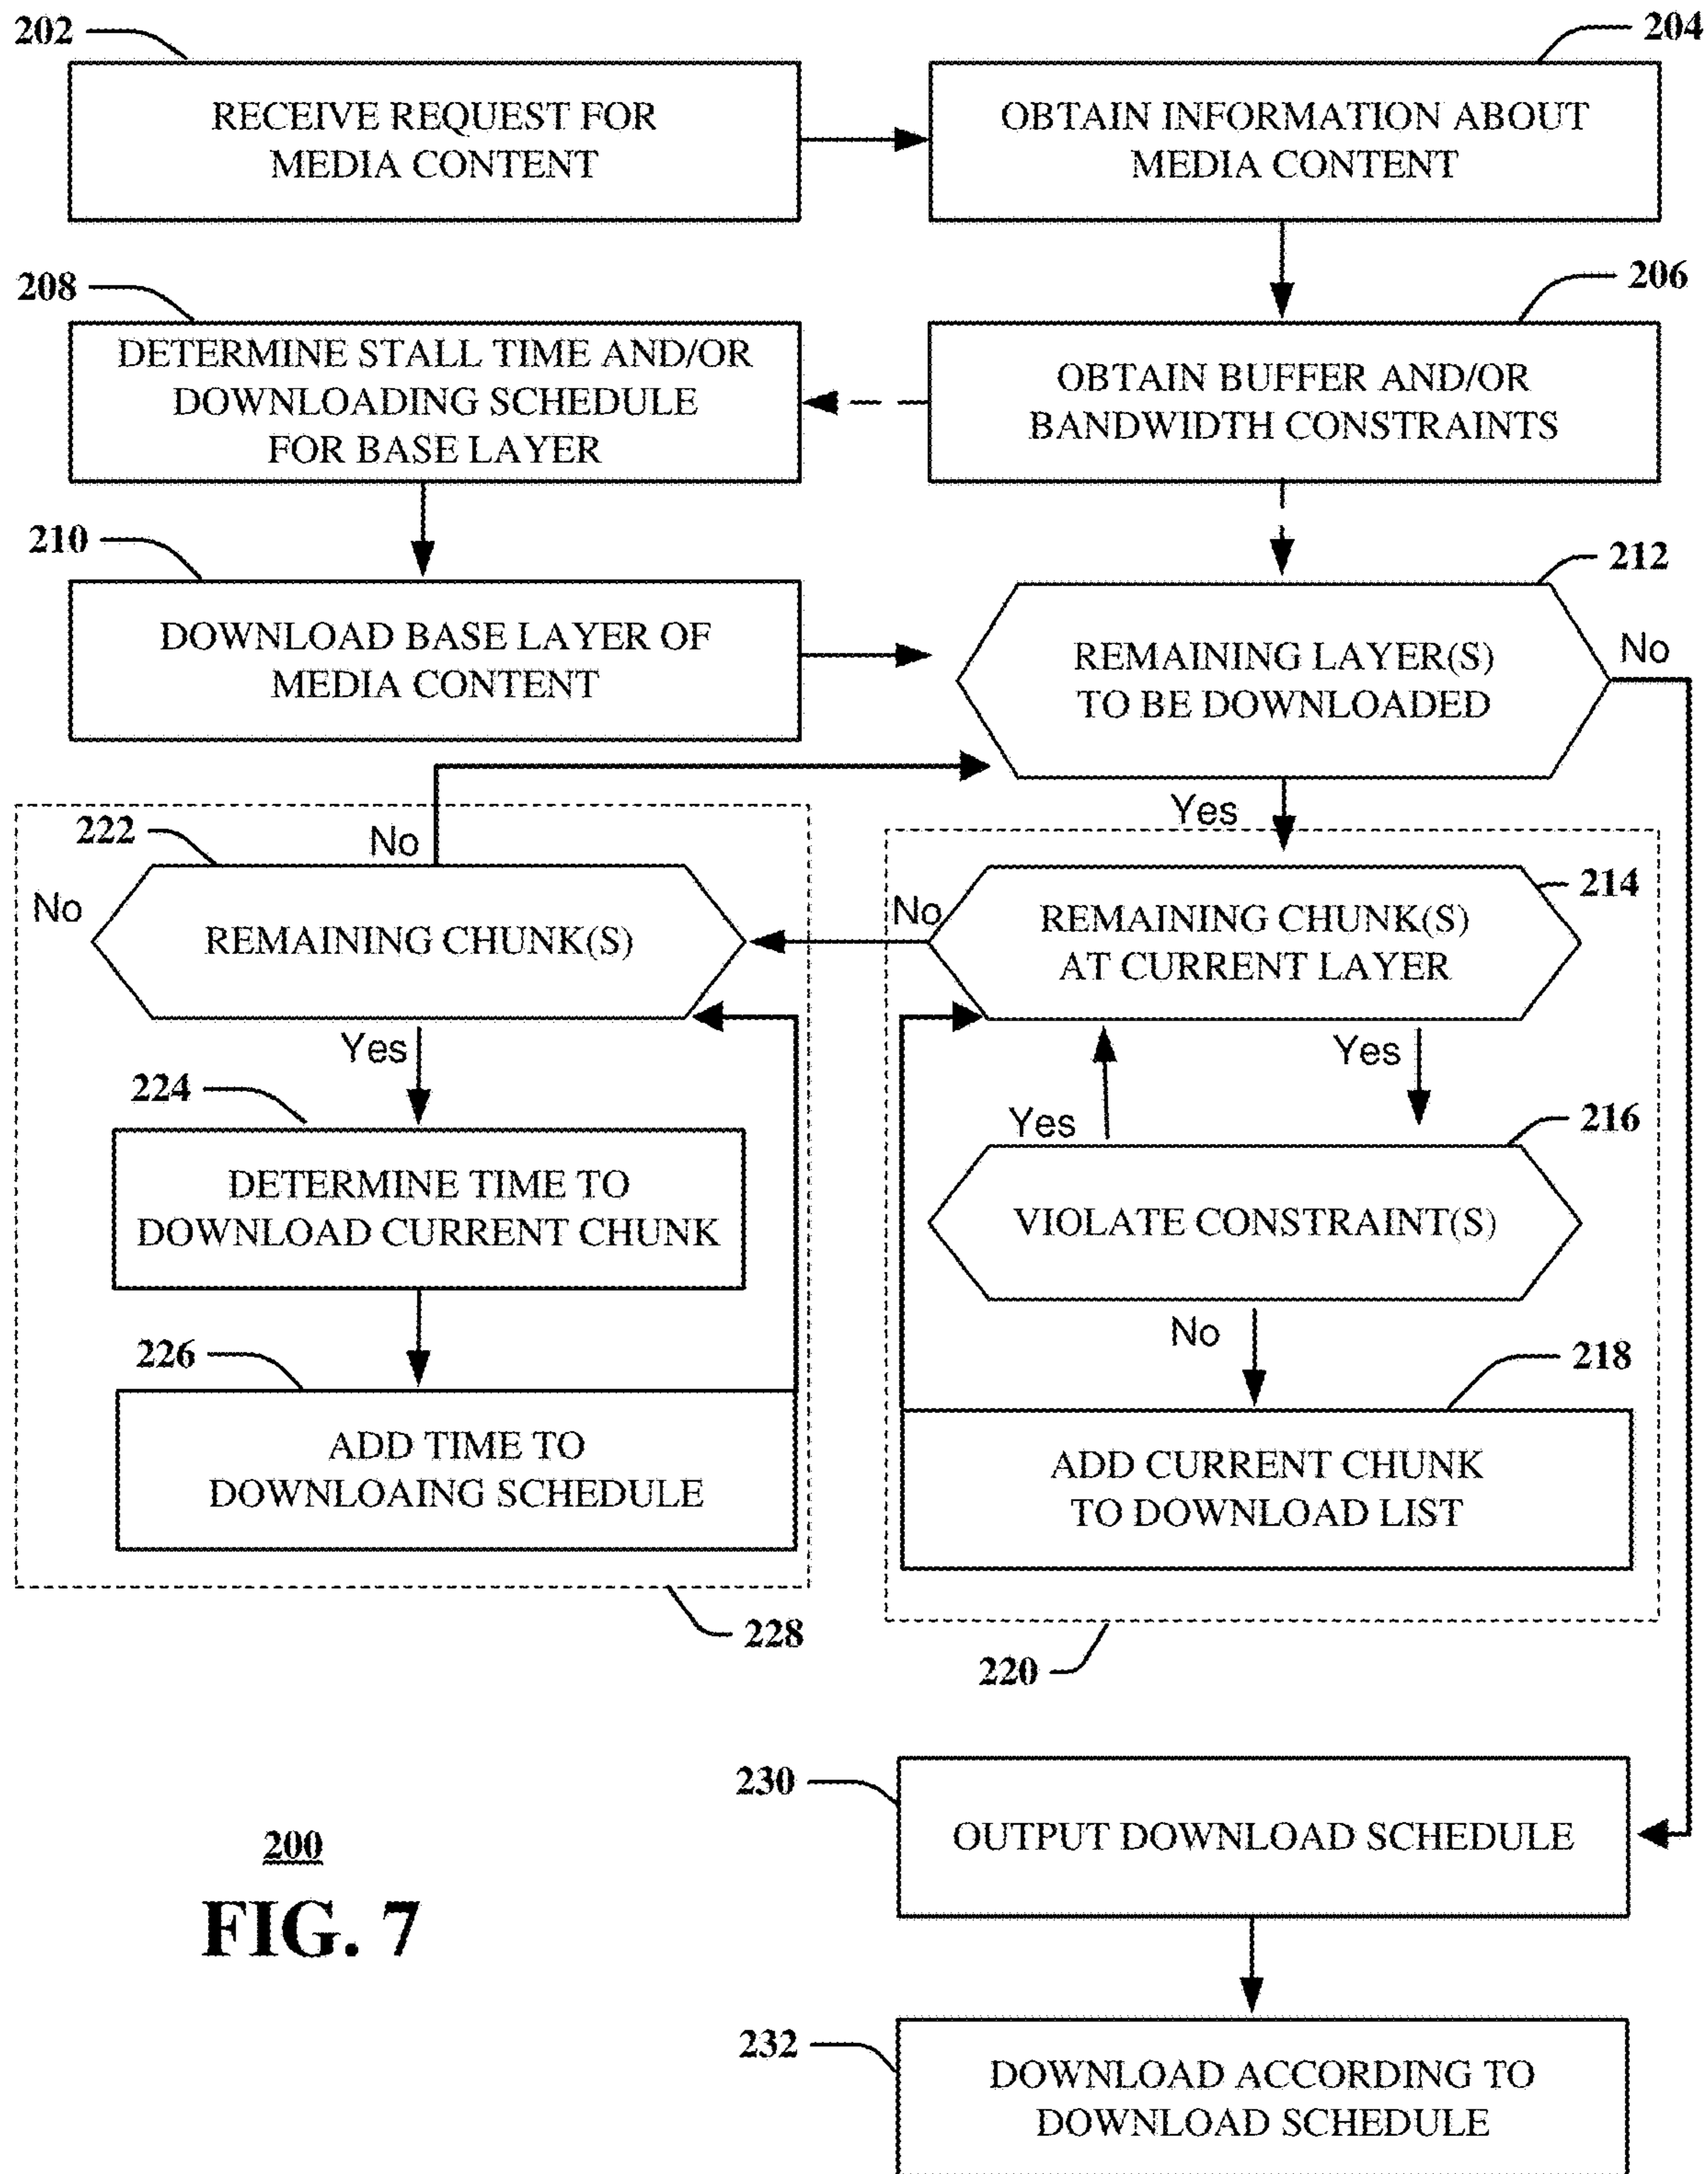 202
204
RECEIVE REQUEST FOR
MEDIA CONTENT
OBTAIN INFORMATION ABOUT
MEDIA CONTENT
208
206
DETERMINE STALL TIME AND/OR
DOWNLOADING SCHEDULE
FOR BASE LAYER
OBTAIN BUFFER AND/OR
BANDWIDTH CONSTRAINTS
210
212
DOWNLOAD BASE LAYER OF
MEDIA CONTENT
REMAINING LAYER(S)
TO BE DOWNLOADED
No
Yes
222
No
No
REMAINING CHUNK(S)
214
No
REMAINING CHUNK(S)
AT CURRENT LAYER
Yes
Yes
224
Yes
216
DETERMINE TIME TO
DOWNLOAD CURRENT CHUNK
VIOLATE CONSTRAINT(S)
No
226
218
ADD TIME TO
DOWNLOAING SCHEDULE
ADD CURRENT CHUNK
TO DOWNLOAD LIST
228
220
230
OUTPUT DOWNLOAD SCHEDULE
200
FIG. 7
232
DOWNLOAD ACCORDING TO
DOWNLOAD SCHEDULE